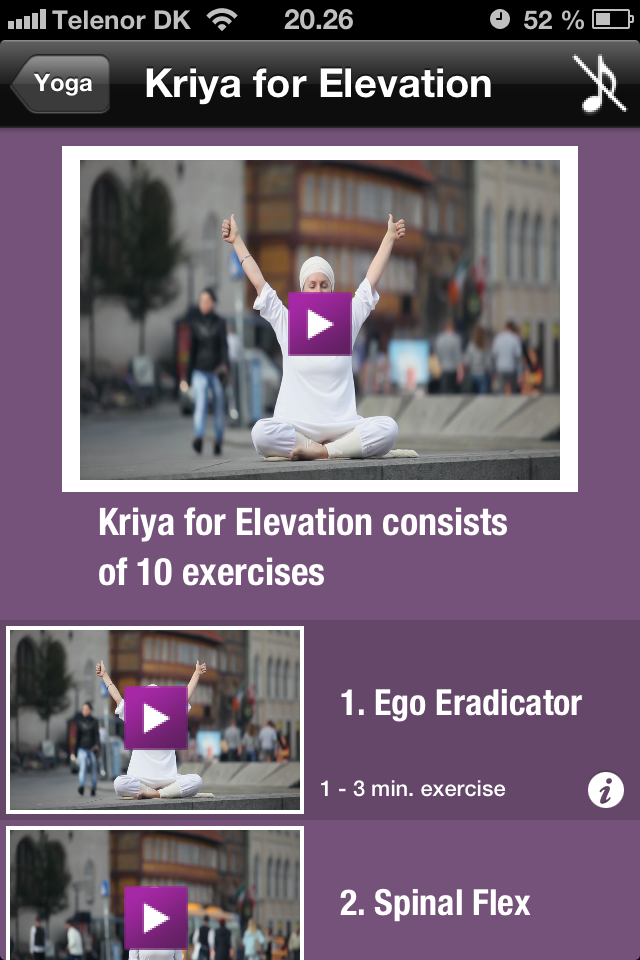 Telenor DK 20.26 52 %
Yoga Kriya for Elevation
Kriya for Elevation consists
of 10 exercises
1. Ego Eradicator
1 - 3 min. exercise
i
2. Spinal Flex